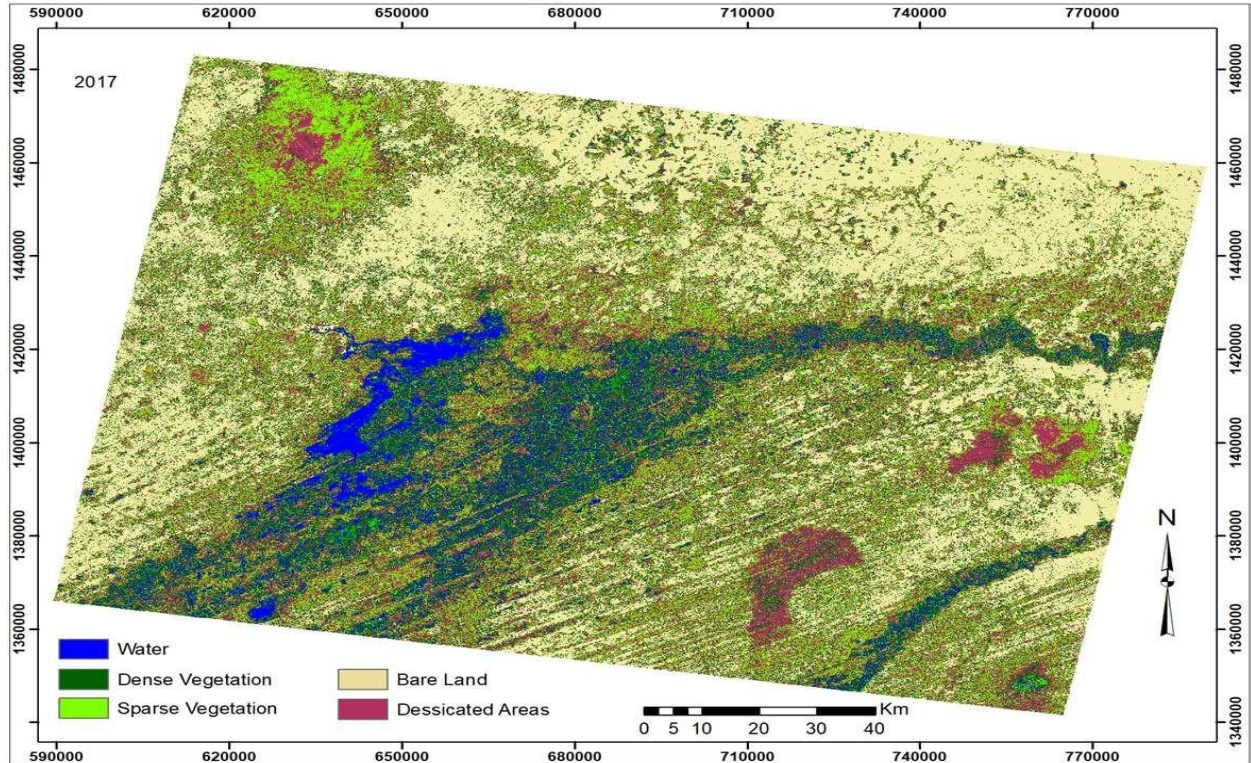 590000 620000 650000 680000 710000 740000 770000
2017
1480000 1480000
1460000 1460000
1440000 1440000
1420000 1420000
1400000 1400000
1380000 1380000
N
1360000 1360000
Water
Dense Vegetation Bare Land
Sparse Vegetation Dessicated Areas
Km
0 5 10 20 30 40
1340000
590000 620000 650000 680000 710000 740000 770000